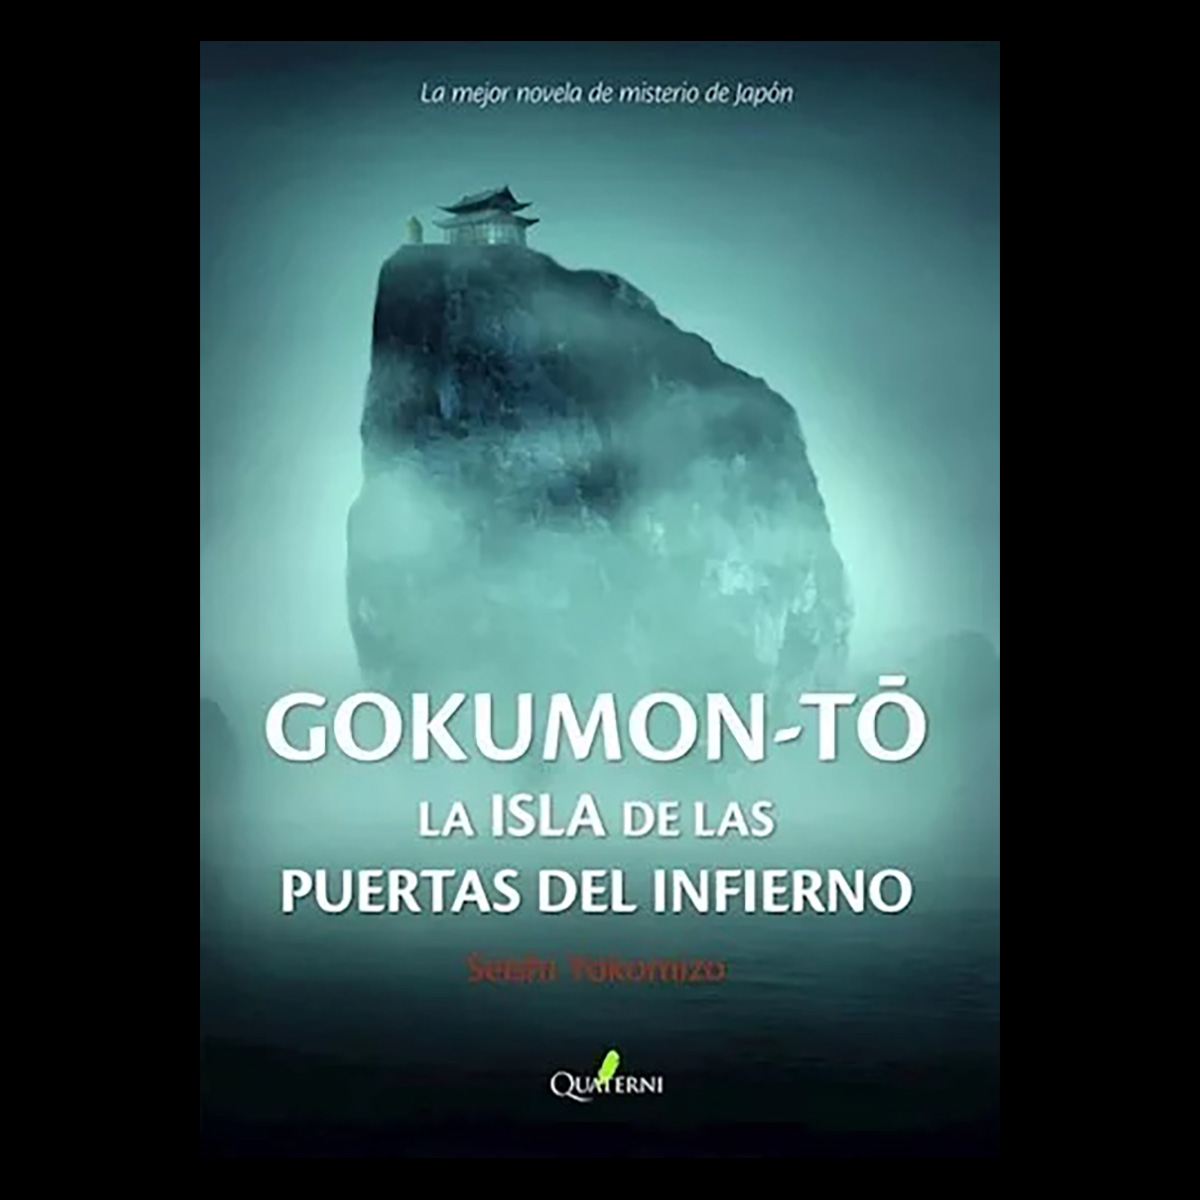 La mejor novela de misterio de Japón
GOKUMON-TŌ
LA ISLA DE LAS
PUERTAS DEL INFIERNO
Seishi Yokomizo
QUATERNI